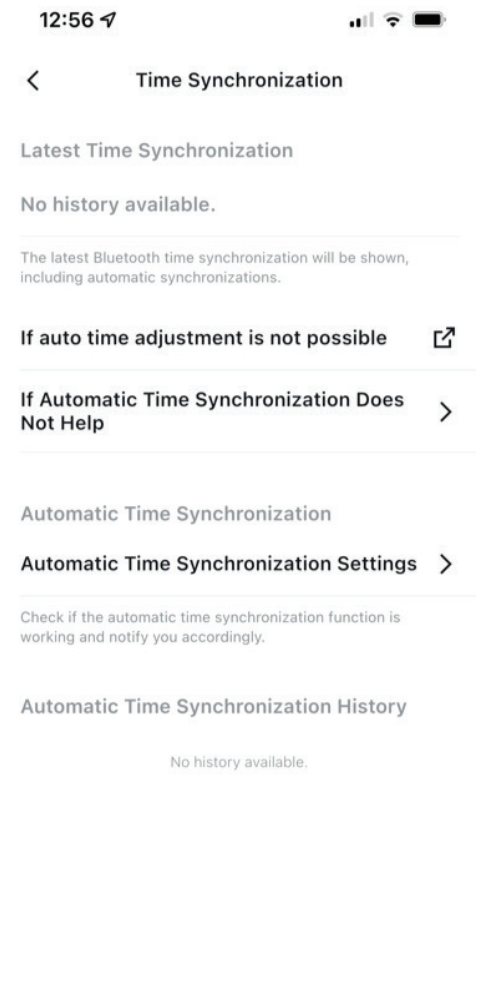 12:56
Time Synchronization
Latest Time Synchronization
No history available.
The latest Bluetooth time synchronization will be shown,
including automatic synchronizations.
If auto time adjustment is not possible
If Automatic Time Synchronization Does
Not Help
Automatic Time Synchronization
Automatic Time Synchronization Settings
Check if the automatic time synchronization function is
working and notify you accordingly.
Automatic Time Synchronization History
No history available.